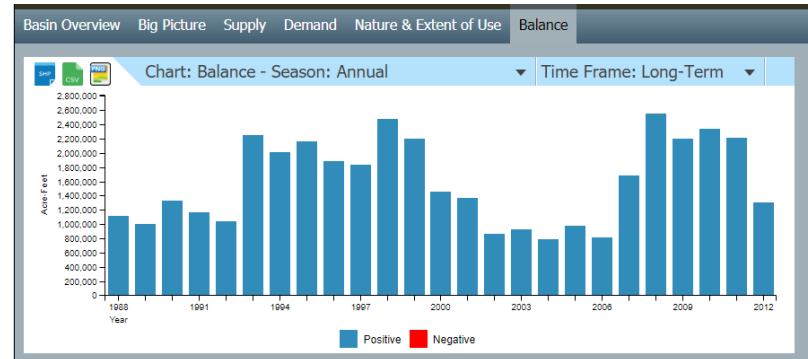 Basin Overview Big Picture Supply Demand Nature & Extent of Use Balance
SHP CSV PNG Chart: Balance - Season: Annual Time Frame: Long-Term
2,800,000
2,600,000
2,400,000
2,200,000
2,000,000
1,800,000
1,600,000
1,400,000
1,200,000
1,000,000
800,000
600,000
400,000
200,000
0
Acre-Feet
1988 1991 1994 1997 2000 2003 2006 2009 2012
Year
Positive Negative